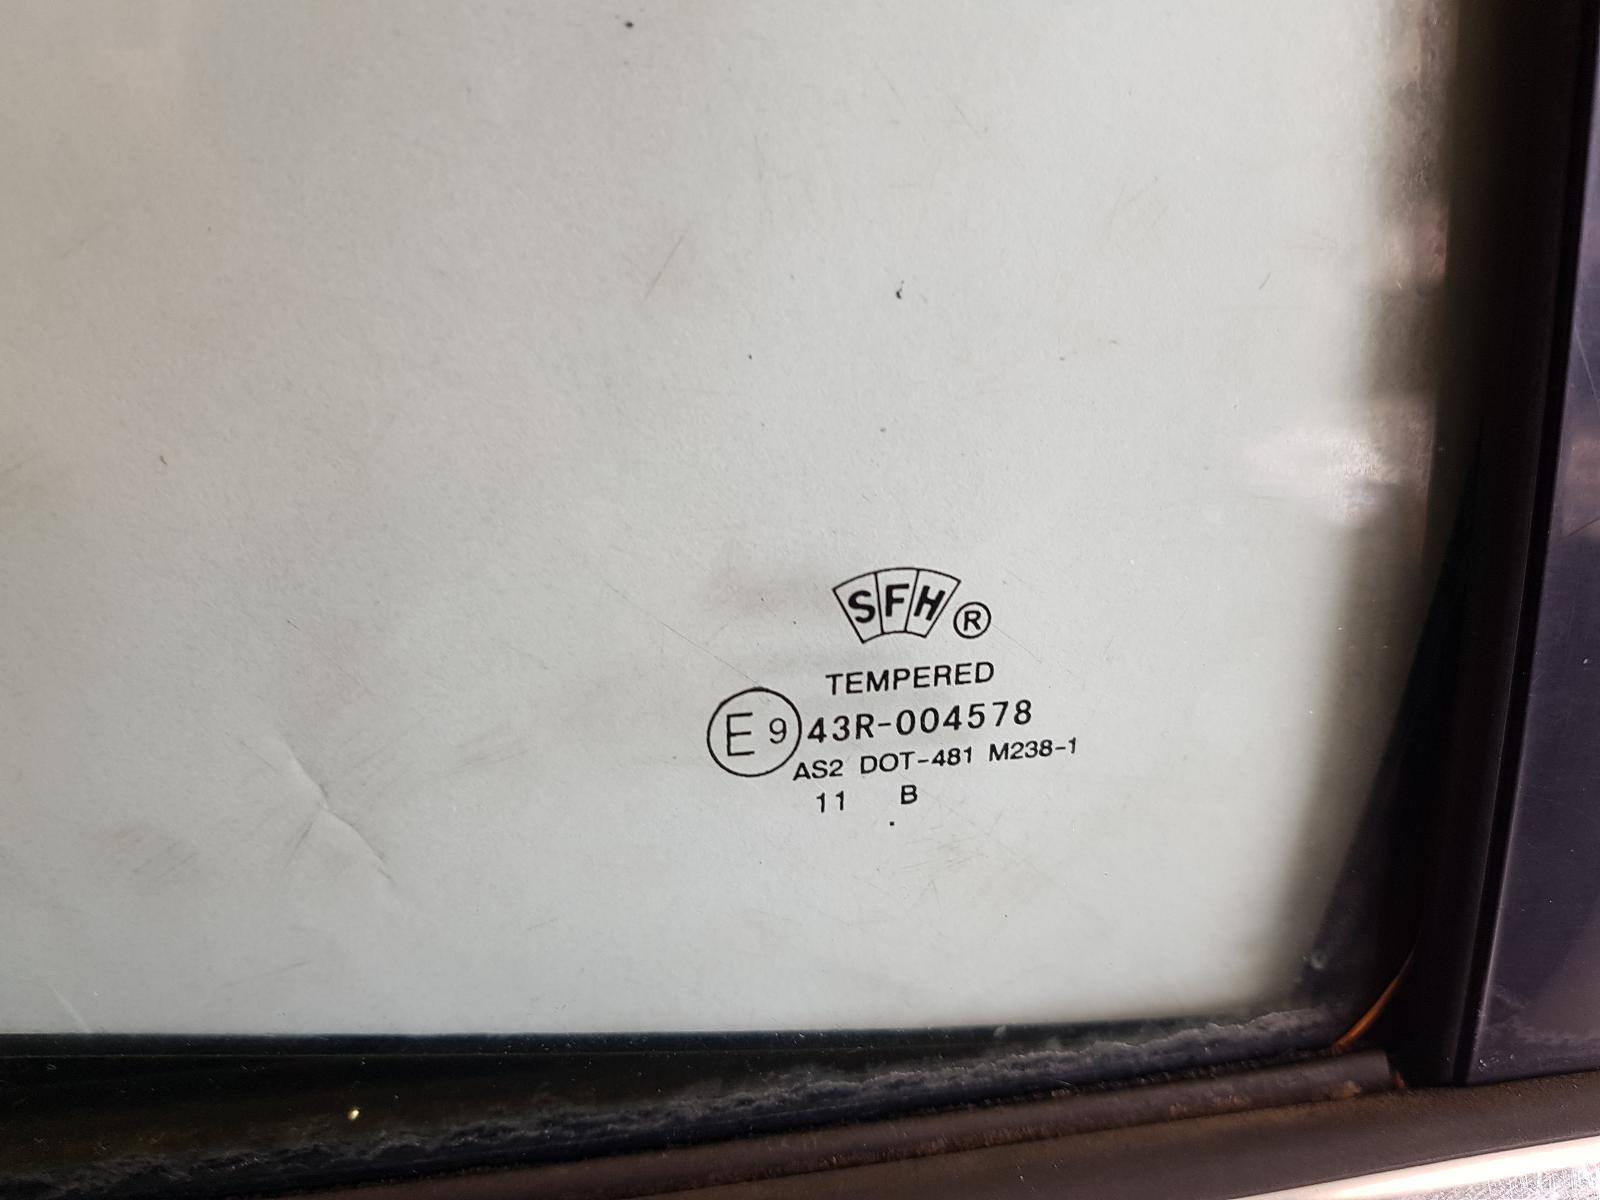 SFH®
TEMPERED
E9 43R-004578
AS2 DOT-481 M238-1
11 B